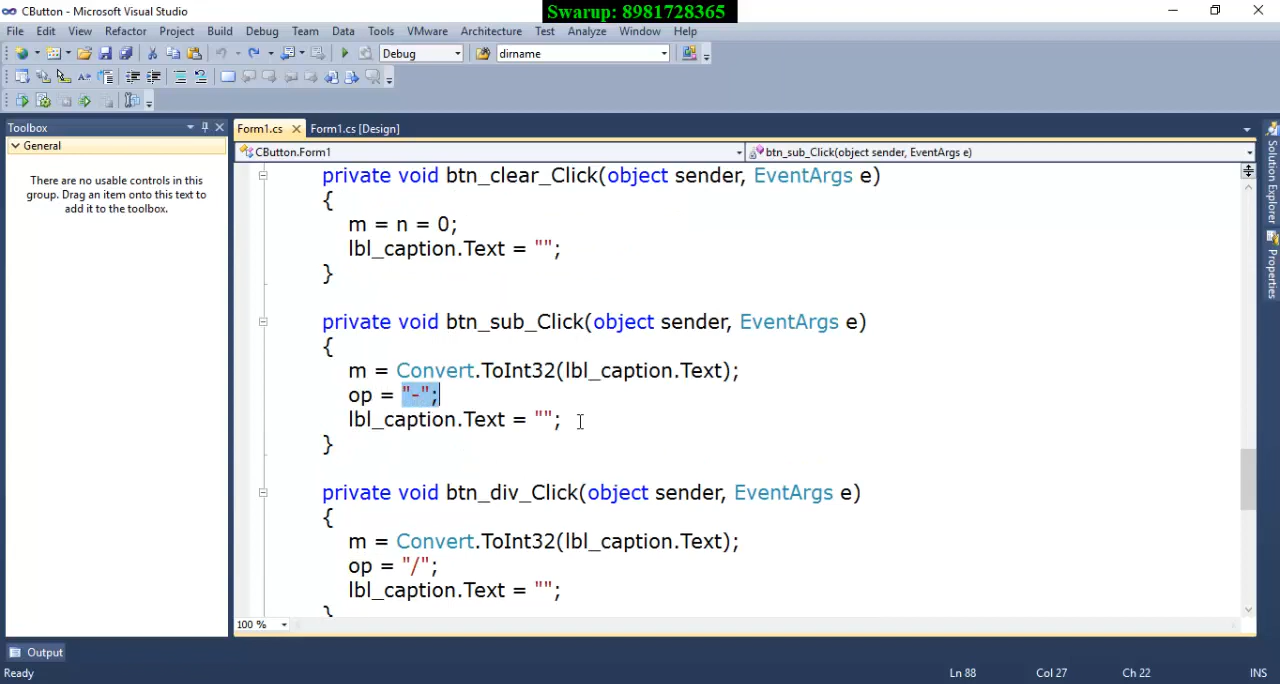 CButton - Microsoft Visual Studio
Swarup: 8981728365
File Edit View Refactor Project Build Debug Team Data Tools VMware Architecture Test Analyze Window Help
Debug dirname
Toolbox
General
There are no usable controls in this
group. Drag an item onto this text to
add it to the toolbox.
Form1.cs Form1.cs [Design]
CButton.Form1 btn_sub_Click(object sender, EventArgs e)
private void btn_clear_Click(object sender, EventArgs e)
{
m = n = 0;
lbl_caption.Text = "";
}
private void btn_sub_Click(object sender, EventArgs e)
{
m = Convert.ToInt32(lbl_caption.Text);
op = "-";
lbl_caption.Text = "";
}
private void btn_div_Click(object sender, EventArgs e)
{
m = Convert.ToInt32(lbl_caption.Text);
op = "/";
lbl_caption.Text = "";
}
100 %
Solution Explorer
Properties
Output
Ready Ln 88 Col 27 Ch 22 INS